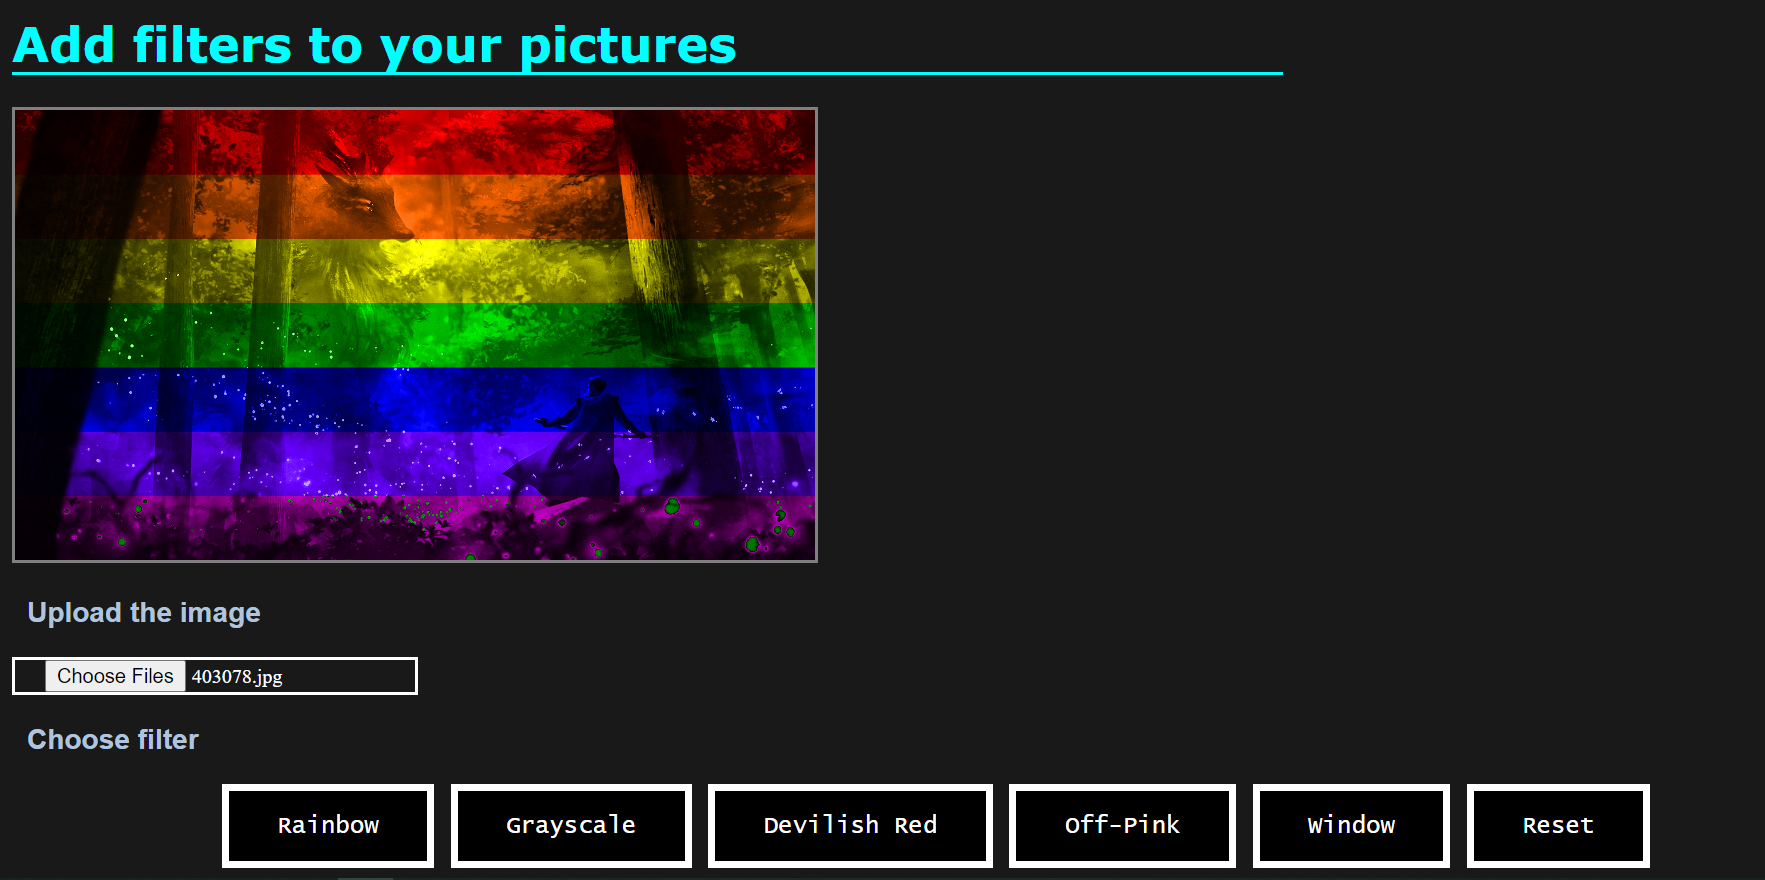 Add filters to your pictures
Upload the image
Choose Files 403078.jpg
Choose filter
Rainbow Grayscale Devilish Red Off-Pink Window Reset